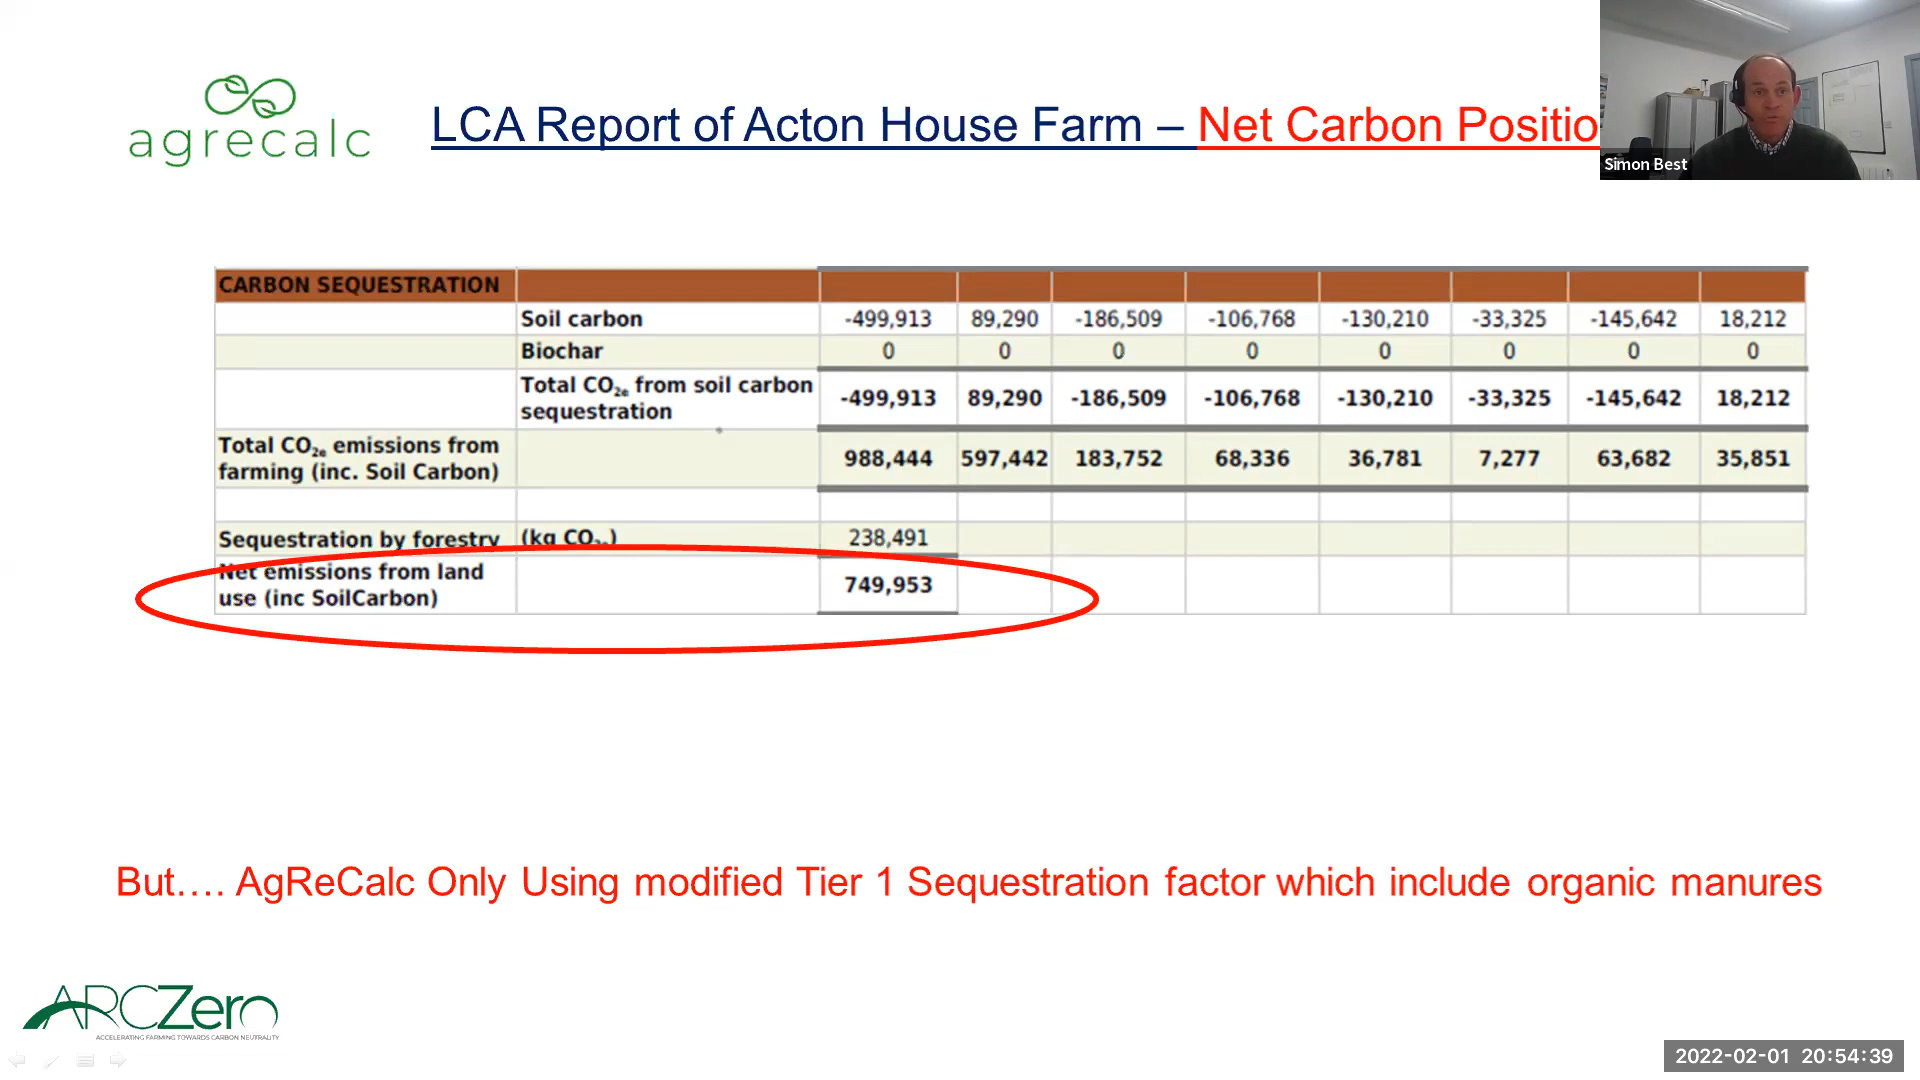 agrecalc
LCA Report of Acton House Farm – Net Carbon Positio
Simon Best
CARBON SEQUESTRATION
Soil carbon -499,913 89,290 -186,509 -106,768 -130,210 -33,325 -145,642 18,212
Biochar 0 0 0 0 0 0 0 0
Total CO2e from soil carbon
sequestration -499,913 89,290 -186,509 -106,768 -130,210 -33,325 -145,642 18,212
Total CO2e emissions from
farming (inc. Soil Carbon) 988,444 597,442 183,752 68,336 36,781 7,277 63,682 35,851
Sequestration by forestry (kg CO2e) 238,491
Net emissions from land
use (inc SoilCarbon) 749,953
But…. AgReCalc Only Using modified Tier 1 Sequestration factor which include organic manures
ARCZero
ACCELERATING FARMING TOWARDS CARBON NEUTRALITY
2022-02-01 20:54:39